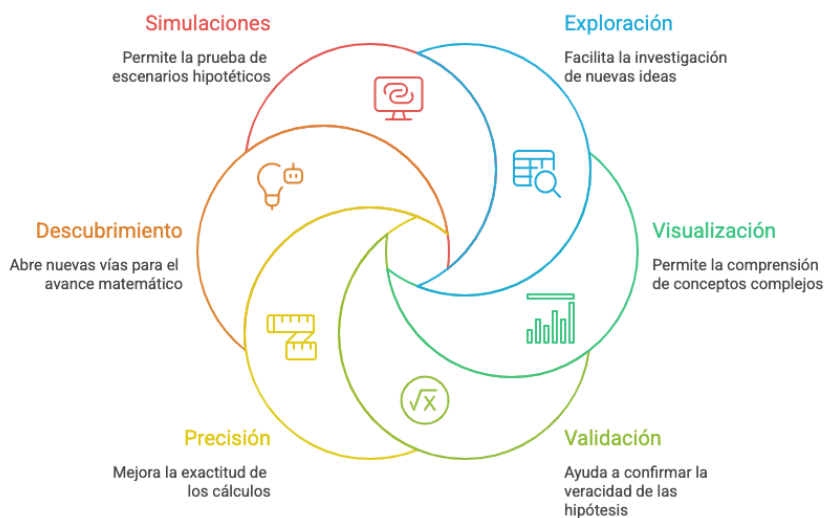 Simulaciones
Permite la prueba de
escenarios hipotéticos
Exploración
Facilita la investigación
de nuevas ideas
Descubrimiento
Abre nuevas vías para el
avance matemático
Visualización
Permite la comprensión
de conceptos complejos
√x
Precisión
Mejora la exactitud de
los cálculos
Validación
Ayuda a confirmar la
veracidad de las
hipótesis